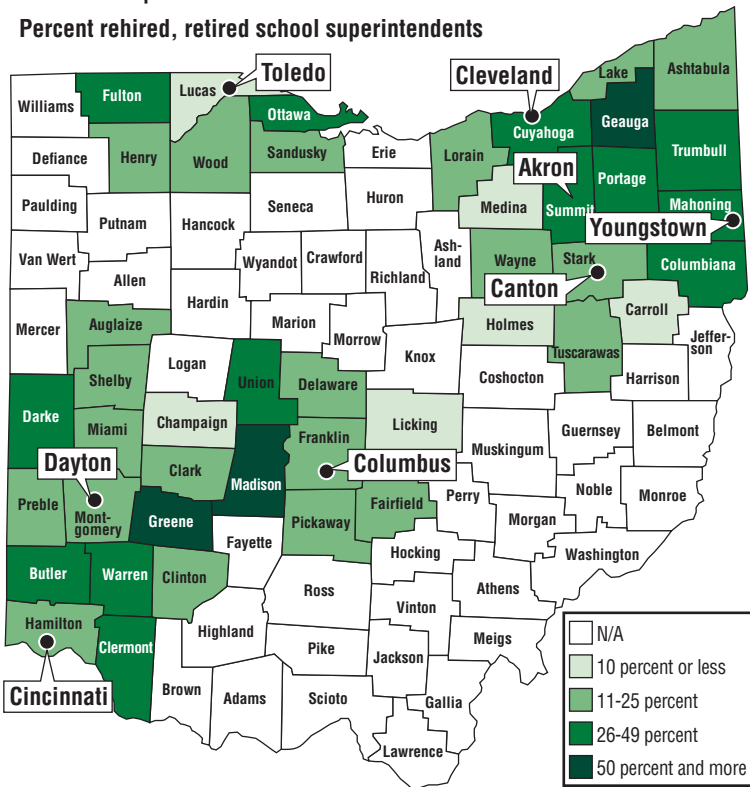 Percent rehired, retired school superintendents
Toledo
Cleveland
Lake
Ashtabula
Williams
Fulton
Lucas
Ottawa
Cuyahoga
Geauga
Defiance
Henry
Wood
Sandusky
Erie
Lorain
Akron
Trumbull
Portage
Paulding
Putnam
Hancock
Seneca
Huron
Medina
Summit
Mahoning
Youngstown
Van Wert
Allen
Wyandot
Crawford
Richland
Ash-
land
Wayne
Stark
Canton
Columbiana
Mercer
Auglaize
Hardin
Marion
Morrow
Holmes
Carroll
Jeffer-
son
Logan
Knox
Tuscarawas
Shelby
Union
Delaware
Coshocton
Harrison
Darke
Miami
Champaign
Franklin
Licking
Guernsey
Belmont
Dayton
Clark
Madison
Columbus
Muskingum
Preble
Mont-
gomery
Greene
Pickaway
Fairfield
Perry
Noble
Monroe
Fayette
Morgan
Washington
Butler
Warren
Clinton
Hocking
Ross
Athens
Hamilton
Clermont
Highland
Vinton
Meigs
Pike
Jackson
Cincinnati
Brown
Adams
Scioto
Gallia
Lawrence
N/A
10 percent or less
11-25 percent
26-49 percent
50 percent and more